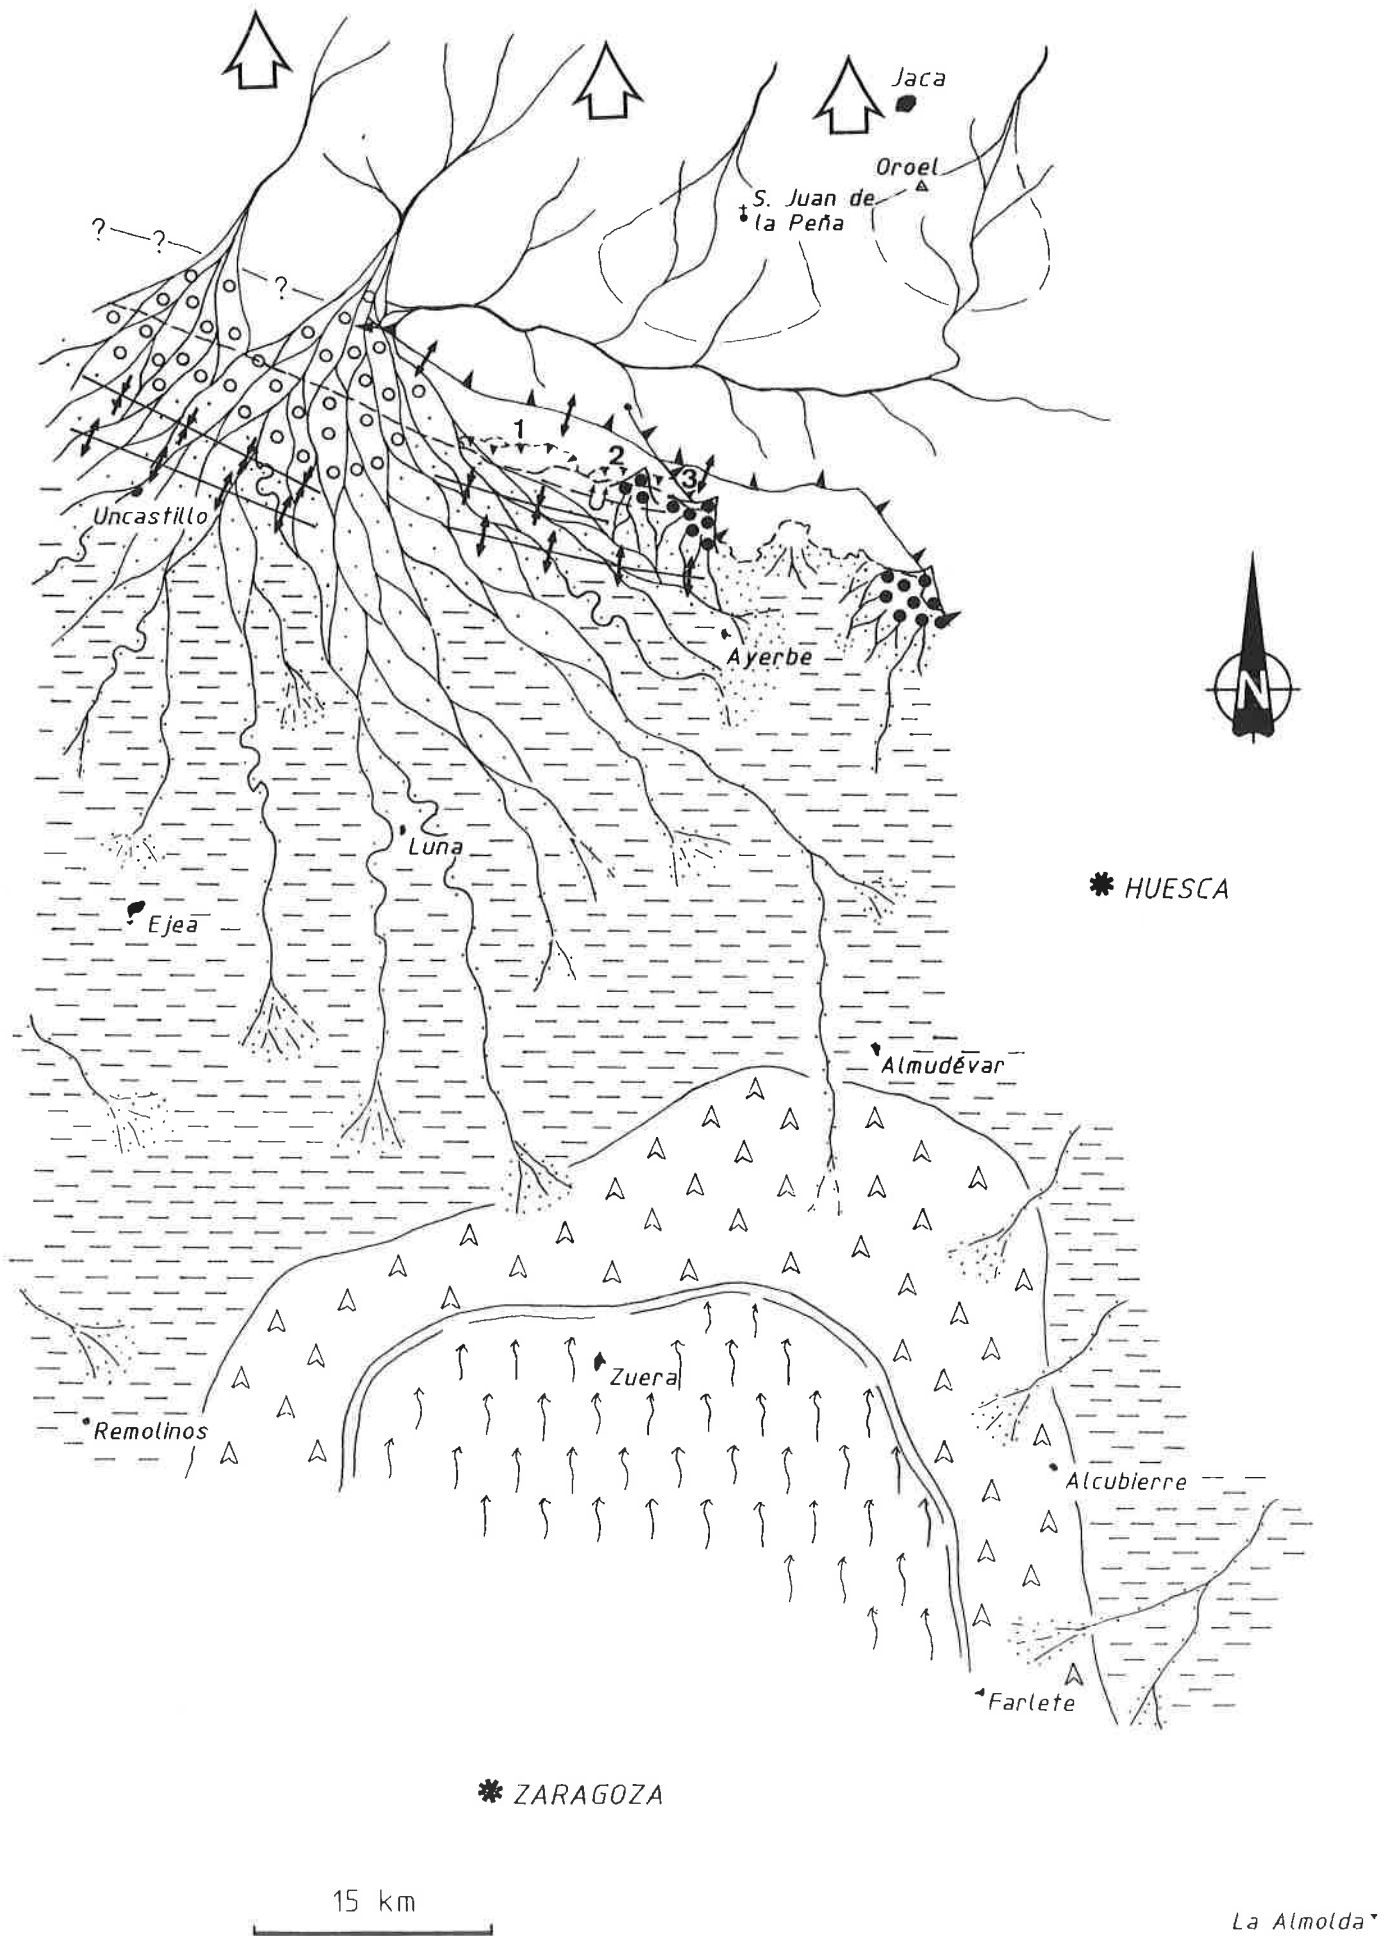 Jaca
Oroel
S. Juan de
la Peña
?
?
?
1
2
3
Uncastillo
Ayerbe
N
Luna
HUESCA
Ejea
Almudévar
Zuera
Remolinos
Alcubierre
Farlete
ZARAGOZA
15 km
La Almolda